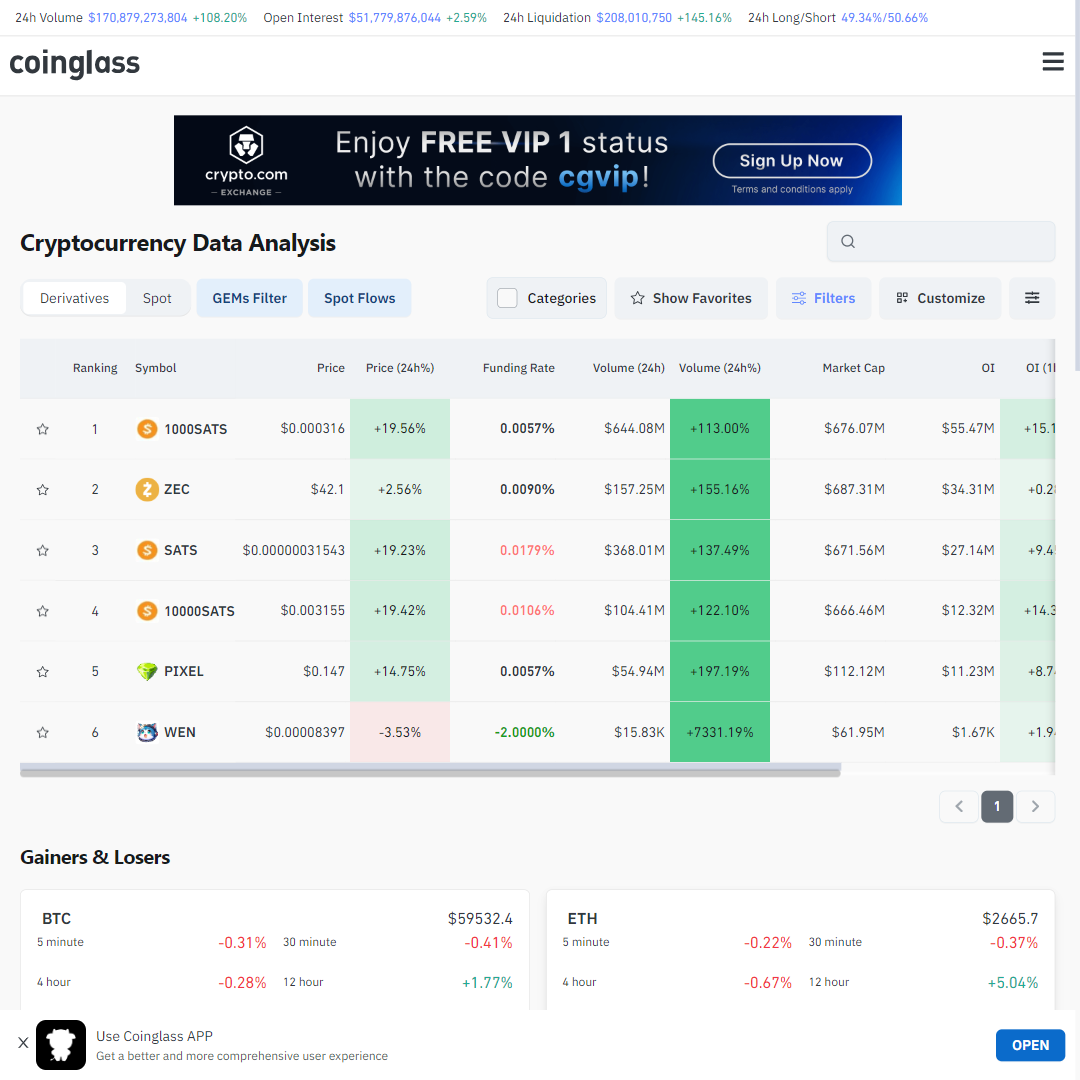 24h Volume $170,879,273,804 +108.20% Open Interest $51,779,876,044 +2.59% 24h Liquidation $208,010,750 +145.16% 24h Long/Short 49.34%/50.66%
coinglass
Enjoy FREE VIP 1 status
with the code cgvip!
crypto.com
— EXCHANGE —
Sign Up Now
Terms and conditions apply
Cryptocurrency Data Analysis
Derivatives Spot GEMs Filter Spot Flows Categories Show Favorites Filters Customize
Ranking Symbol Price Price (24h%) Funding Rate Volume (24h) Volume (24h%) Market Cap OI OI (1
1 1000SATS $0.000316 +19.56% 0.0057% $644.08M +113.00% $676.07M $55.47M +15.1
2 ZEC $42.1 +2.56% 0.0090% $157.25M +155.16% $687.31M $34.31M +0.2
3 SATS $0.00000031543 +19.23% 0.0179% $368.01M +137.49% $671.56M $27.14M +9.4
4 10000SATS $0.003155 +19.42% 0.0106% $104.41M +122.10% $666.46M $12.32M +14.3
5 PIXEL $0.147 +14.75% 0.0057% $54.94M +197.19% $112.12M $11.23M +8.7
6 WEN $0.00008397 -3.53% -2.0000% $15.83K +7331.19% $61.95M $1.67K +1.9
1
Gainers & Losers
BTC $59532.4
5 minute -0.31% 30 minute -0.41%
4 hour -0.28% 12 hour +1.77%
ETH $2665.7
5 minute -0.22% 30 minute -0.37%
4 hour -0.67% 12 hour +5.04%
Use Coinglass APP
Get a better and more comprehensive user experience
OPEN